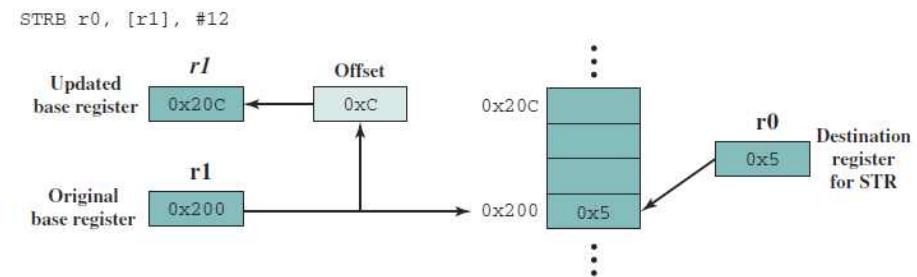 STRB r0, [r1], #12
r1
Offset
Updated
base register
0x20C
0xC
0x20C
r0
0x5
Destination
register
for STR
r1
Original
base register
0x200
0x200
0x5